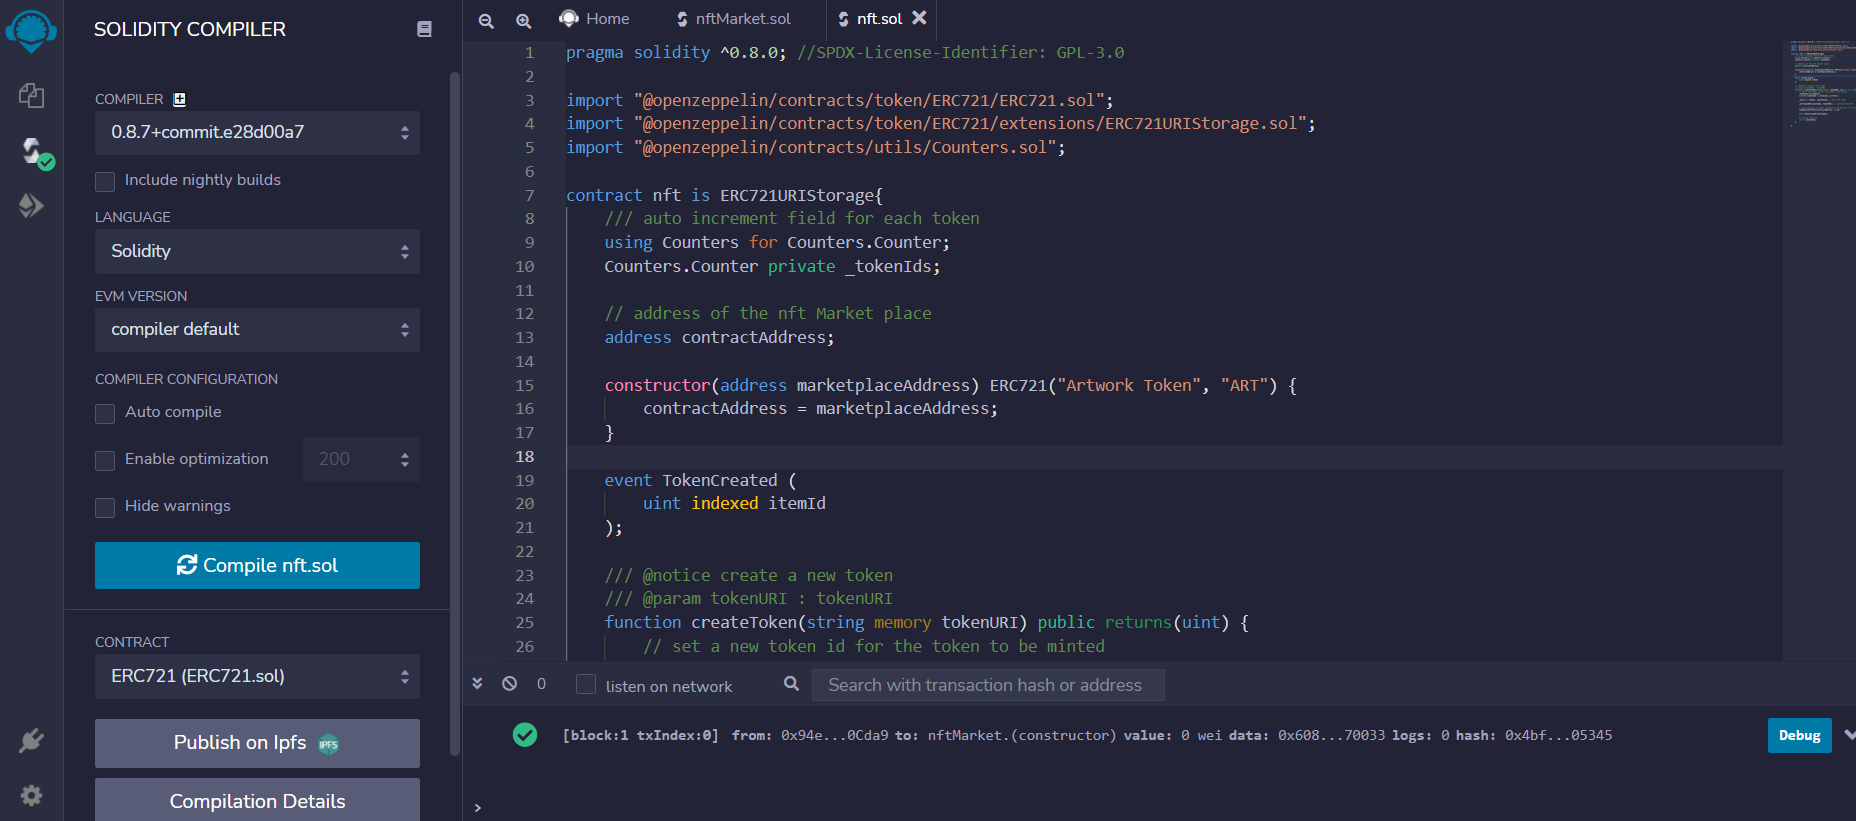 SOLIDITY COMPILER
COMPILER
0.8.7+commit.e28d00a7
Include nightly builds
LANGUAGE
Solidity
EVM VERSION
compiler default
COMPILER CONFIGURATION
Auto compile
Enable optimization 200
Hide warnings
Compile nft.sol
CONTRACT
ERC721 (ERC721.sol)
Publish on Ipfs IPFS
Compilation Details
Home nftMarket.sol nft.sol
1 pragma solidity ^0.8.0; //SPDX-License-Identifier: GPL-3.0
2
3 import "@openzeppelin/contracts/token/ERC721/ERC721.sol";
4 import "@openzeppelin/contracts/token/ERC721/extensions/ERC721URIStorage.sol";
5 import "@openzeppelin/contracts/utils/Counters.sol";
6
7 contract nft is ERC721URIStorage{
8 /// auto increment field for each token
9 using Counters for Counters.Counter;
10 Counters.Counter private _tokenIds;
11
12 // address of the nft Market place
13 address contractAddress;
14
15 constructor(address marketplaceAddress) ERC721("Artwork Token", "ART") {
16 contractAddress = marketplaceAddress;
17 }
18
19 event TokenCreated (
20 uint indexed itemId
21 );
22
23 /// @notice create a new token
24 /// @param tokenURI : tokenURI
25 function createToken(string memory tokenURI) public returns(uint) {
26 // set a new token id for the token to be minted
0 listen on network Search with transaction hash or address
[block:1 txIndex:0] from: 0x94e...0Cda9 to: nftMarket.(constructor) value: 0 wei data: 0x608...70033 logs: 0 hash: 0x4bf...05345 Debug
>